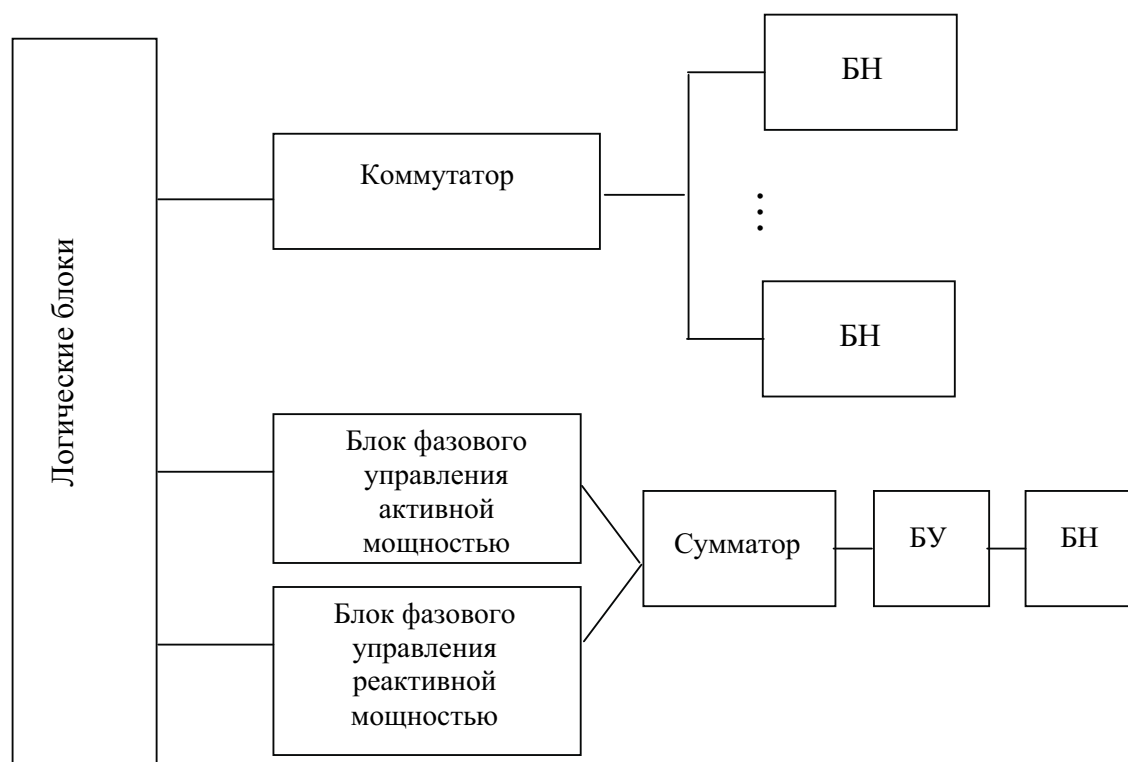 Логические блоки
БН
Коммутатор
БН
Блок фазового
управления
активной
мощностью
Сумматор
БУ
БН
Блок фазового
управления
реактивной
мощностью